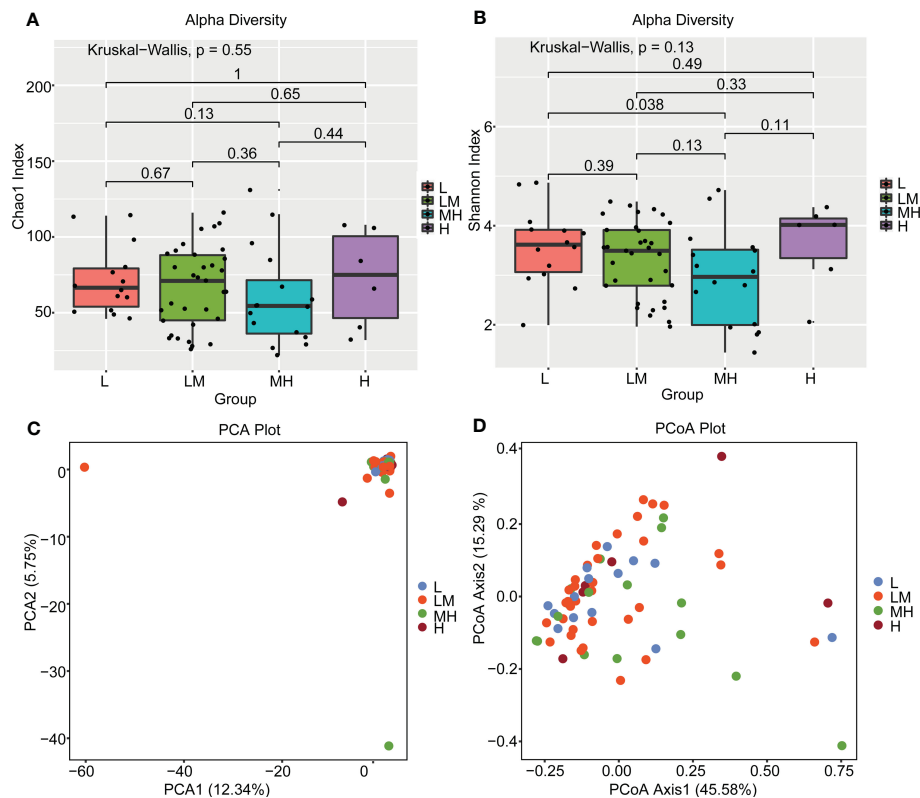 A
Alpha Diversity
Kruskal−Wallis, p = 0.55
1
0.65
0.13
0.44
0.36
0.67
200
150
100
50
Chao1 Index
L
LM
MH
H
Group
L
LM
MH
H
B
Alpha Diversity
Kruskal−Wallis, p = 0.13
0.49
0.33
0.038
0.11
0.13
0.39
6
4
2
Shannon Index
L
LM
MH
H
Group
L
LM
MH
H
C
PCA Plot
0
−10
−20
−30
−40
PCA2 (5.75%)
−60
−40
−20
0
PCA1 (12.34%)
L
LM
MH
H
D
PCoA Plot
0.4
0.2
0.0
−0.2
−0.4
PCoA Axis2 (15.29 %)
−0.25
0.00
0.25
0.50
0.75
PCoA Axis1 (45.58%)
L
LM
MH
H